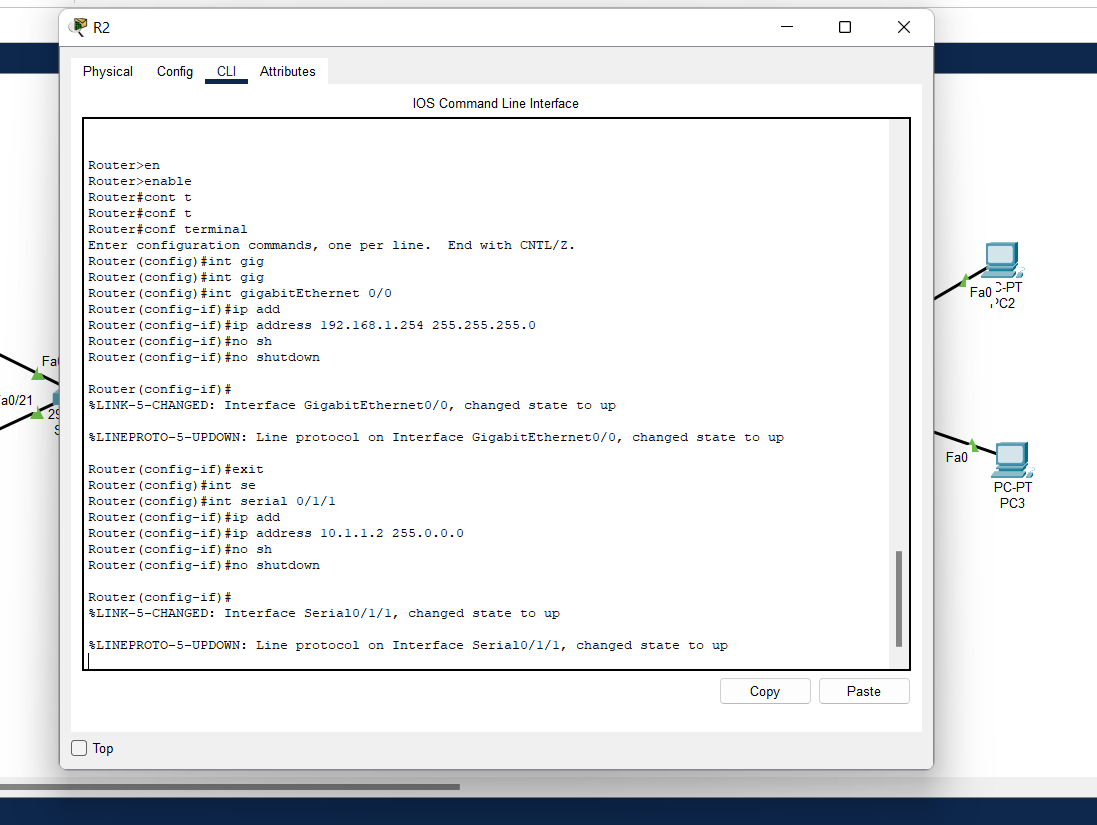 R2
Physical Config CLI Attributes
IOS Command Line Interface
Router>en
Router>enable
Router#cont t
Router#conf t
Router#conf terminal
Enter configuration commands, one per line.  End with CNTL/Z.
Router(config)#int gig
Router(config)#int gig
Router(config)#int gigabitEthernet 0/0
Router(config-if)#ip add
Router(config-if)#ip address 192.168.1.254 255.255.255.0
Router(config-if)#no sh
Router(config-if)#no shutdown
Router(config-if)#
%LINK-5-CHANGED: Interface GigabitEthernet0/0, changed state to up
%LINEPROTO-5-UPDOWN: Line protocol on Interface GigabitEthernet0/0, changed state to up
Router(config-if)#exit
Router(config)#int se
Router(config)#int serial 0/1/1
Router(config-if)#ip add
Router(config-if)#ip address 10.1.1.2 255.0.0.0
Router(config-if)#no sh
Router(config-if)#no shutdown
Router(config-if)#
%LINK-5-CHANGED: Interface Serial0/1/1, changed state to up
%LINEPROTO-5-UPDOWN: Line protocol on Interface Serial0/1/1, changed state to up
Copy Paste
Top
Fa0
C-PT
PC2
Fa0
PC-PT
PC3
a0/21